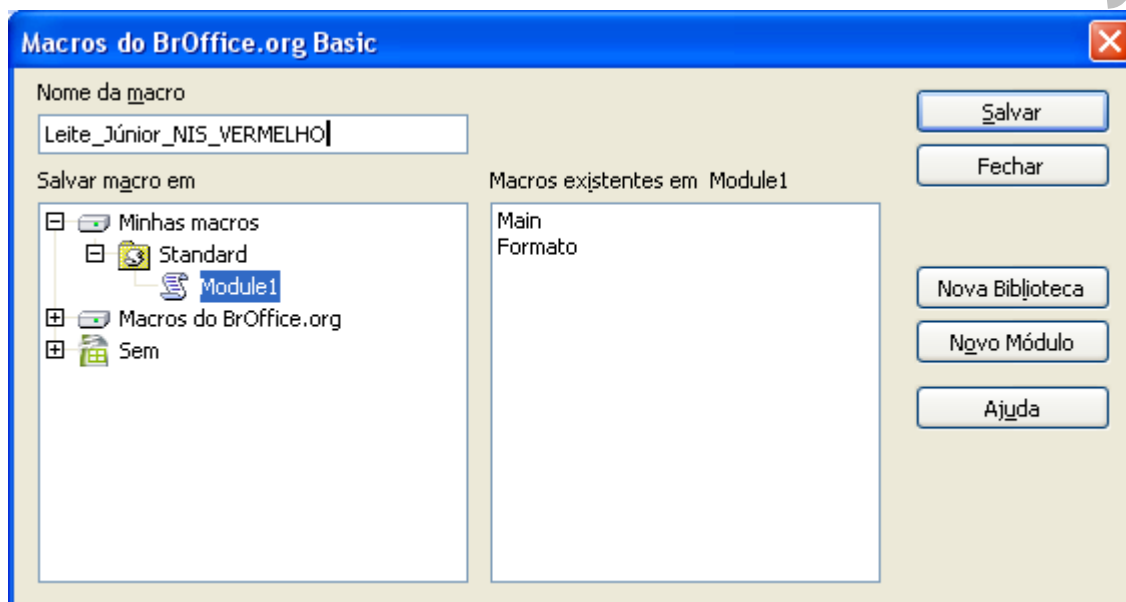 Macros do BrOffice.org Basic
Nome da macro
Leite_Júnior_NIS_VERMELHO
Salvar macro em
Minhas macros
Standard
Module1
Macros do BrOffice.org
Sem
Macros existentes em Module1
Main
Formato
Salvar
Fechar
Nova Biblioteca
Novo Módulo
Ajuda